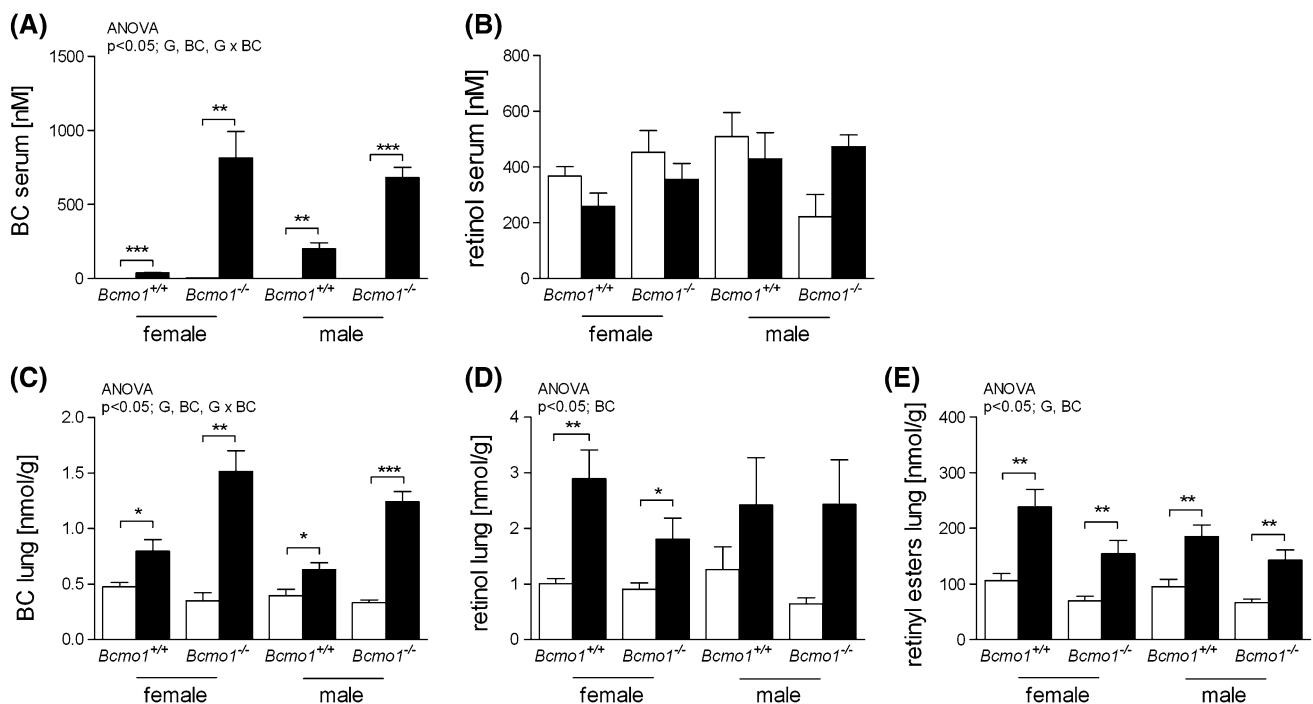 (A)
ANOVA
p<0.05; G, BC, G x BC
BC serum [nM]
1500
1000
500
0
***
**
**
***
Bcmo1+/+ Bcmo1-/- Bcmo1+/+ Bcmo1-/-
female male
(B)
retinol serum [nM]
800
600
400
200
0
Bcmo1+/+ Bcmo1-/- Bcmo1+/+ Bcmo1-/-
female male
(C)
ANOVA
p<0.05; G, BC, G x BC
BC lung [nmol/g]
2.0
1.5
1.0
0.5
0.0
*
**
*
***
Bcmo1+/+ Bcmo1-/- Bcmo1+/+ Bcmo1-/-
female male
(D)
ANOVA
p<0.05; BC
retinol lung [nmol/g]
4
3
2
1
0
**
*
Bcmo1+/+ Bcmo1-/- Bcmo1+/+ Bcmo1-/-
female male
(E)
ANOVA
p<0.05; G, BC
retinyl esters lung [nmol/g]
400
300
200
100
0
**
**
**
**
Bcmo1+/+ Bcmo1-/- Bcmo1+/+ Bcmo1-/-
female male